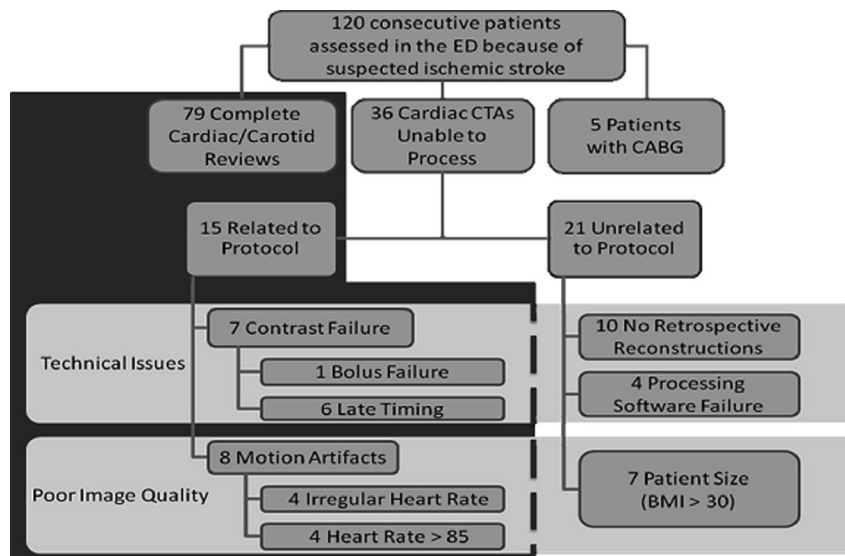 120 consecutive patients
assessed in the ED because of
suspected ischemic stroke
79 Complete
Cardiac/Carotid
Reviews
36 Cardiac CTAs
Unable to
Process
5 Patients
with CABG
15 Related to
Protocol
21 Unrelated
to Protocol
Technical Issues
7 Contrast Failure
1 Bolus Failure
6 Late Timing
10 No Retrospective
Reconstructions
4 Processing
Software Failure
Poor Image Quality
8 Motion Artifacts
4 Irregular Heart Rate
4 Heart Rate > 85
7 Patient Size
(BMI > 30)